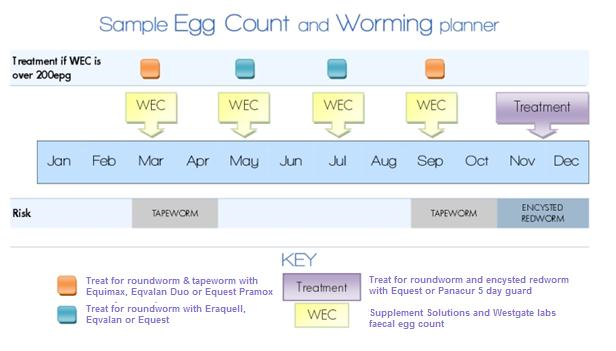 Sample Egg Count and Worming planner
Treatment if WEC is
over 200epg
WEC WEC WEC WEC Treatment
Jan Feb Mar Apr May Jun Jul Aug Sep Oct Nov Dec
Risk TAPEWORM TAPEWORM ENCYSTED
REDWORM
KEY
Treat for roundworm & tapeworm with
Equimax, Eqvalan Duo or Equest Pramox
Treatment
Treat for roundworm and encysted redworm
with Equest or Panacur 5 day guard
Treat for roundworm with Eraquell,
Eqvalan or Equest
WEC
Supplement Solutions and Westgate labs
faecal egg count